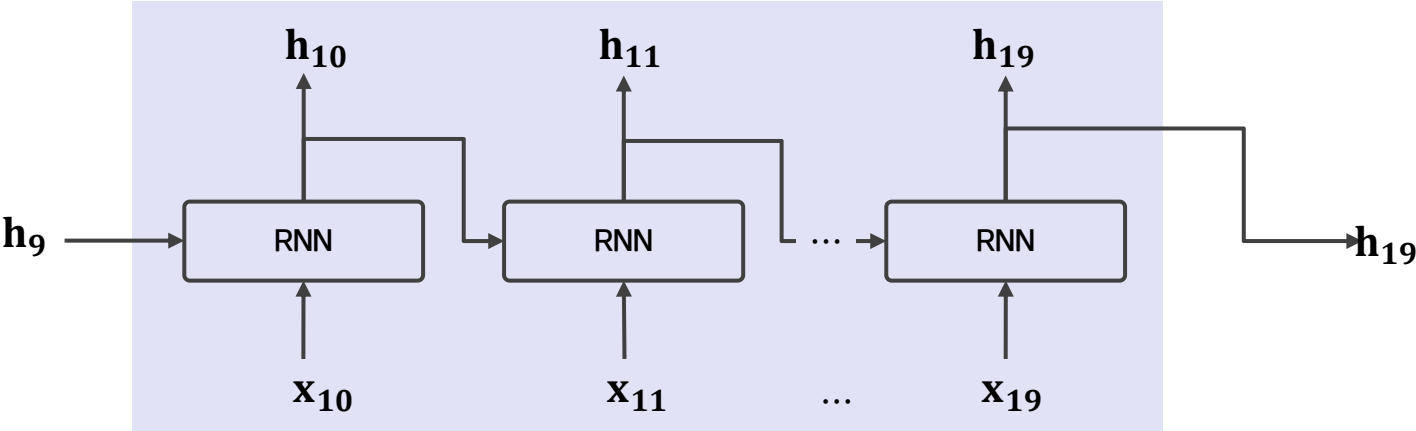 h₁₀ h₁₁ h₁₉
h₉ RNN RNN ... RNN h₁₉
x₁₀ x₁₁ ... x₁₉